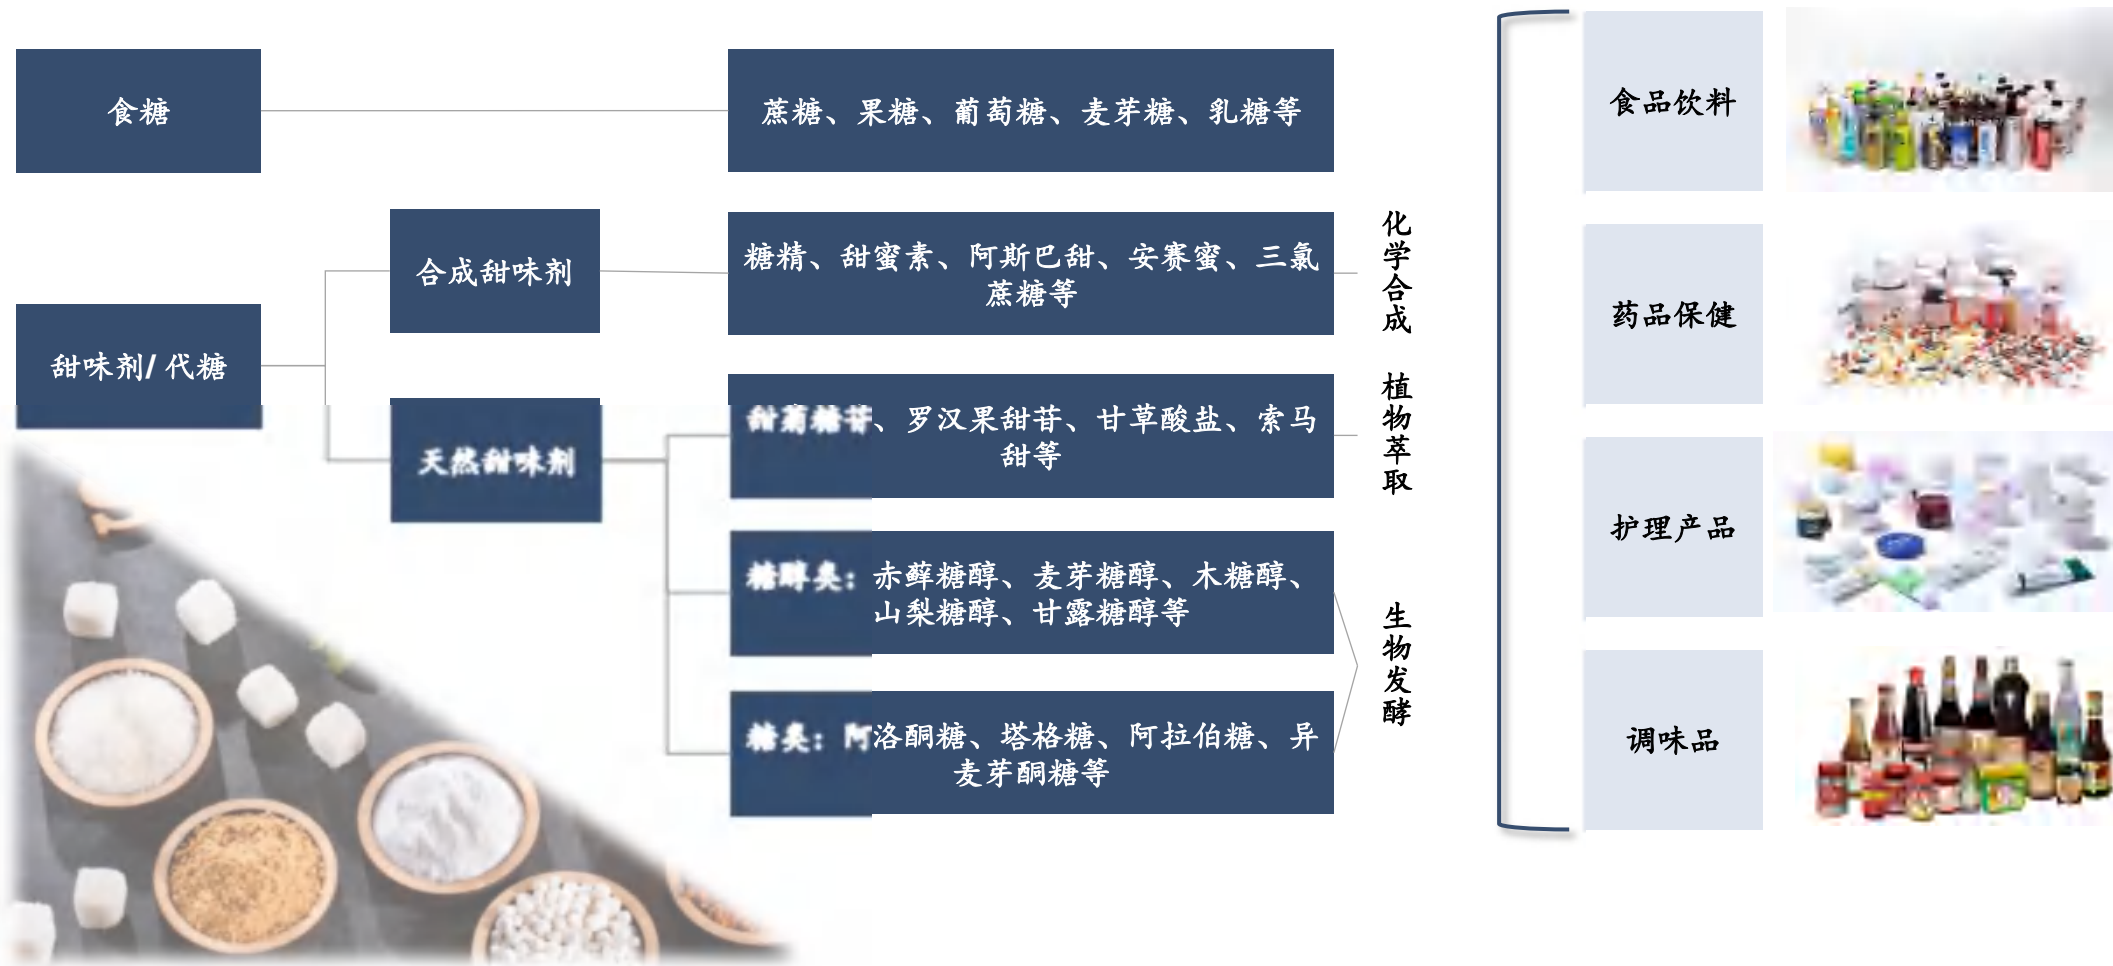 食糖
蔗糖、果糖、葡萄糖、麦芽糖、乳糖等
甜味剂/ 代糖
合成甜味剂
糖精、甜蜜素、阿斯巴甜、安赛蜜、三氯
蔗糖等
化学合成
天然甜味剂
甜菊糖苷、罗汉果甜苷、甘草酸盐、索马
甜等
植物萃取
糖醇类：赤藓糖醇、麦芽糖醇、木糖醇、
山梨糖醇、甘露糖醇等
糖类：阿洛酮糖、塔格糖、阿拉伯糖、异
麦芽酮糖等
生物发酵
食品饮料
药品保健
护理产品
调味品